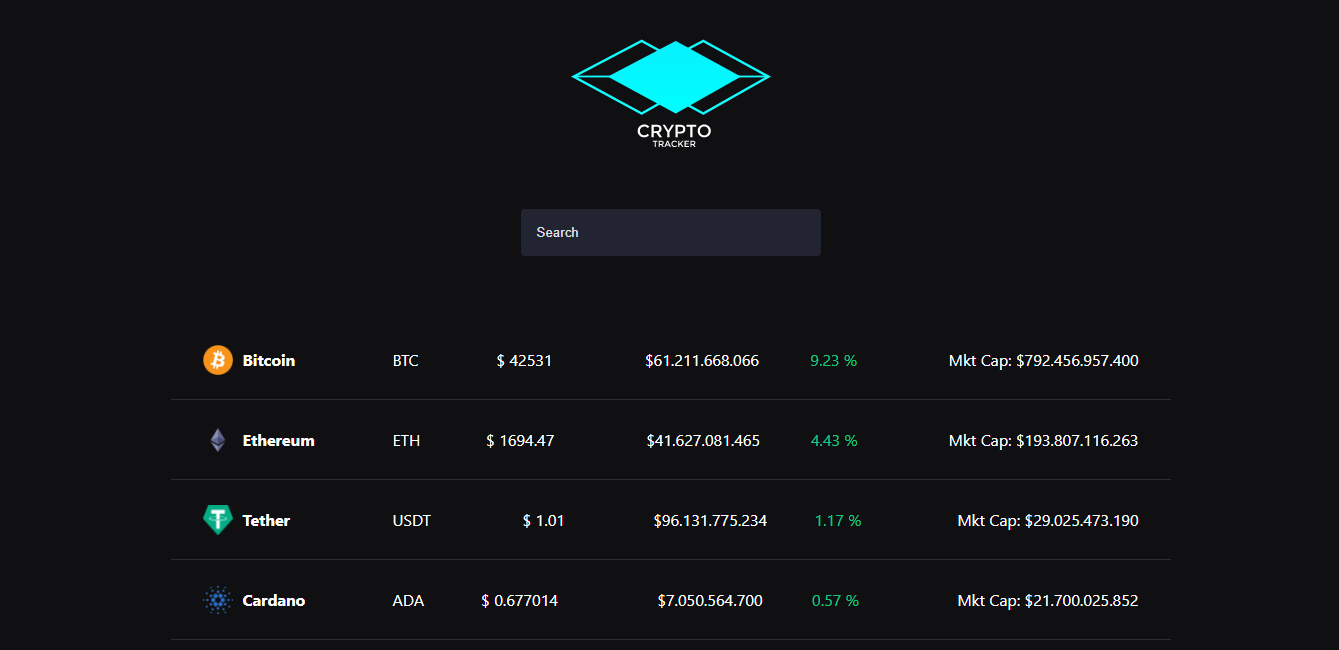 CRYPTO
TRACKER
Search
Bitcoin BTC $ 42531 $61.211.668.066 9.23 % Mkt Cap: $792.456.957.400
Ethereum ETH $ 1694.47 $41.627.081.465 4.43 % Mkt Cap: $193.807.116.263
Tether USDT $ 1.01 $96.131.775.234 1.17 % Mkt Cap: $29.025.473.190
Cardano ADA $ 0.677014 $7.050.564.700 0.57 % Mkt Cap: $21.700.025.852